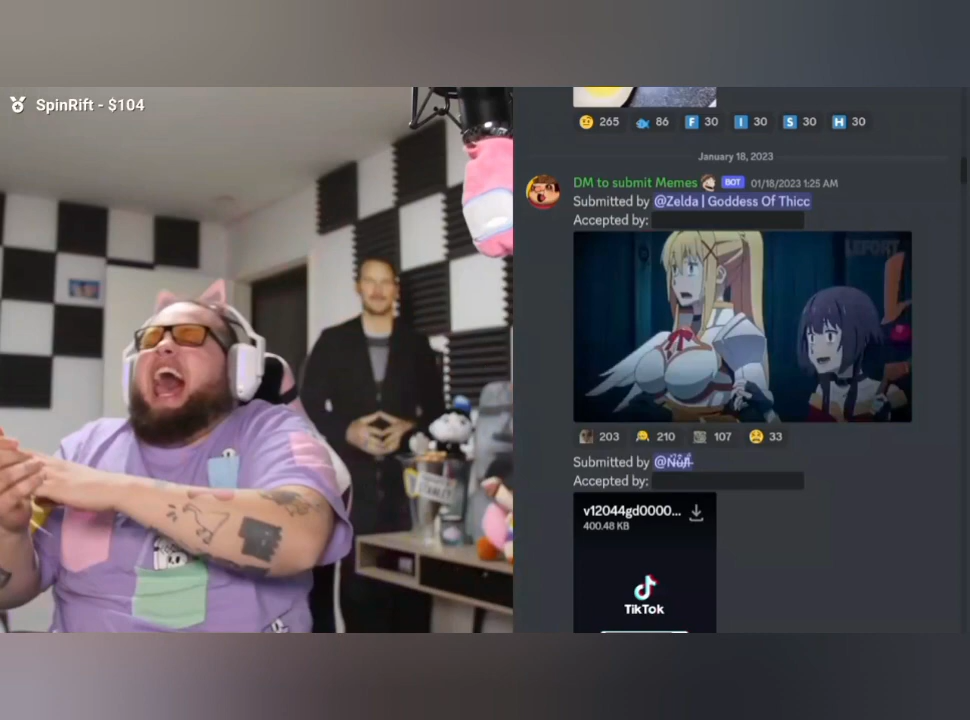 SpinRift - $104
265 86 F 30 I 30 S 30 H 30
January 18, 2023
DM to submit Memes BOT 01/18/2023 1:25 AM
Submitted by @Zelda | Goddess Of Thicc
Accepted by:
LEFORT
203 210 107 33
Submitted by
Accepted by:
v12044gd0000...
400.48 KB
TikTok